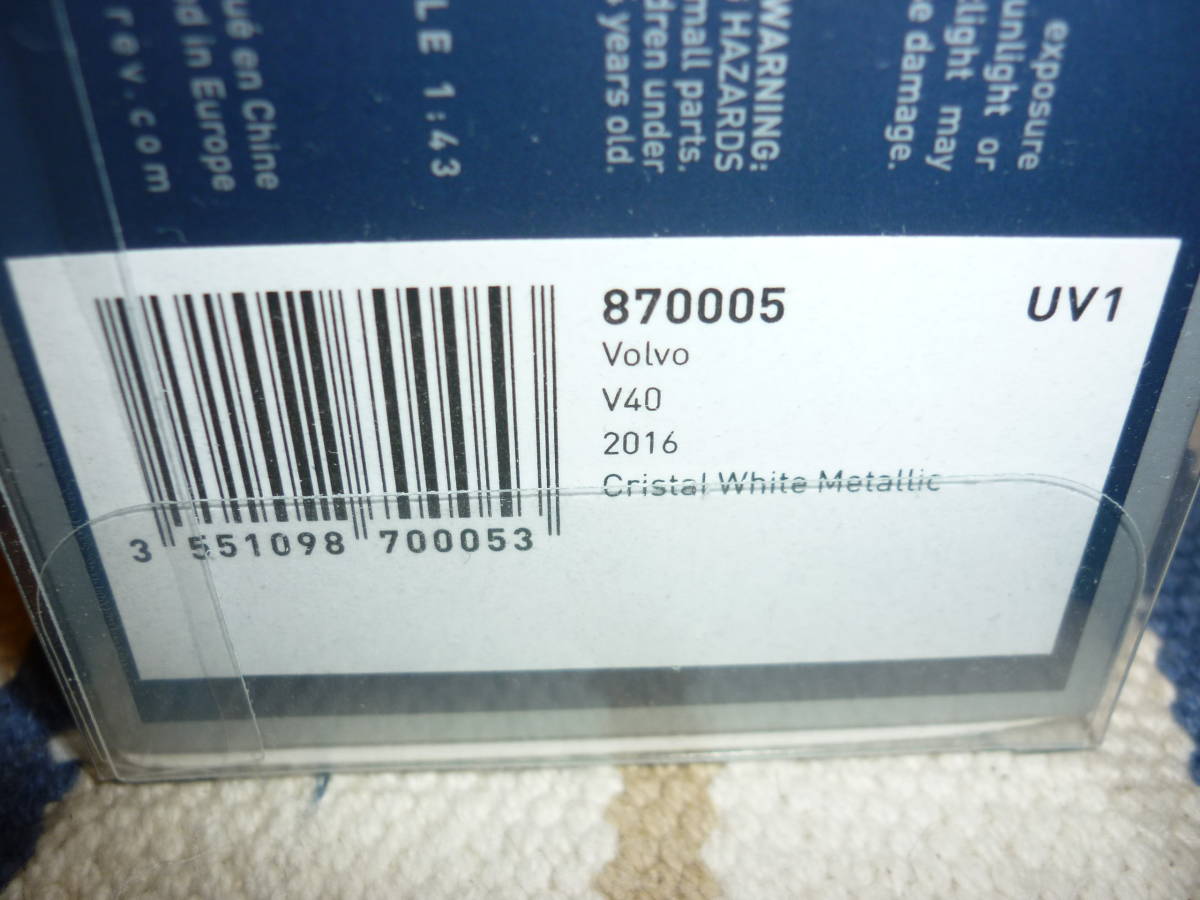 ué en Chine
d in Europe
rev.com
LE 1:43
WARNING:
HAZARDS
mall parts.
dren under
years old.
exposure
unlight or
light may
e damage.
870005
UV1
Volvo
V40
2016
Cristal White Metallic
3 551098 700053